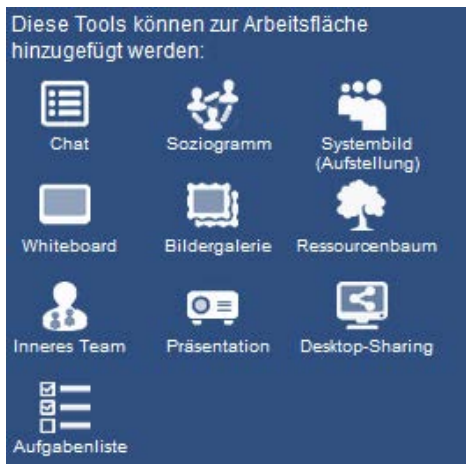 Diese Tools können zur Arbeitsfläche
hinzugefügt werden:
Chat
Soziogramm
Systembild
(Aufstellung)
Whiteboard
Bildergalerie
Ressourcenbaum
Inneres Team
Präsentation
Desktop-Sharing
Aufgabenliste